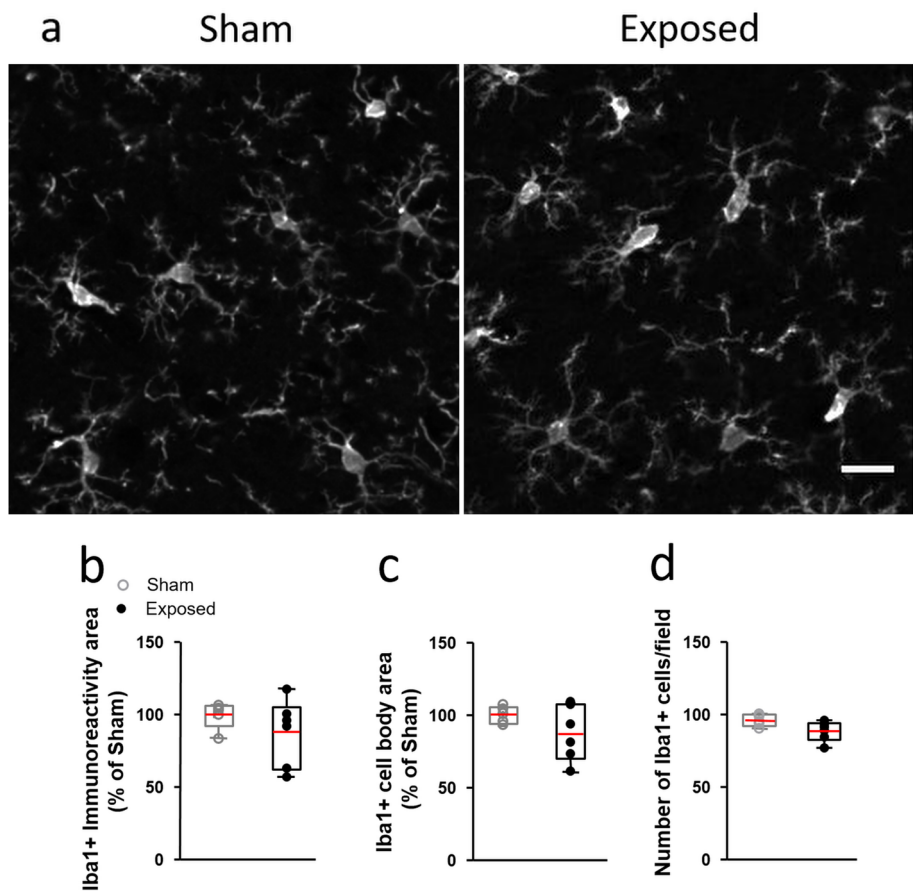 a
Sham
Exposed
b
Sham
Exposed
Iba1+ Immunoreactivity area
(% of Sham)
150
100
50
0
c
Iba1+ cell body area
(% of Sham)
150
100
50
0
d
Number of Iba1+ cells/field
150
100
50
0